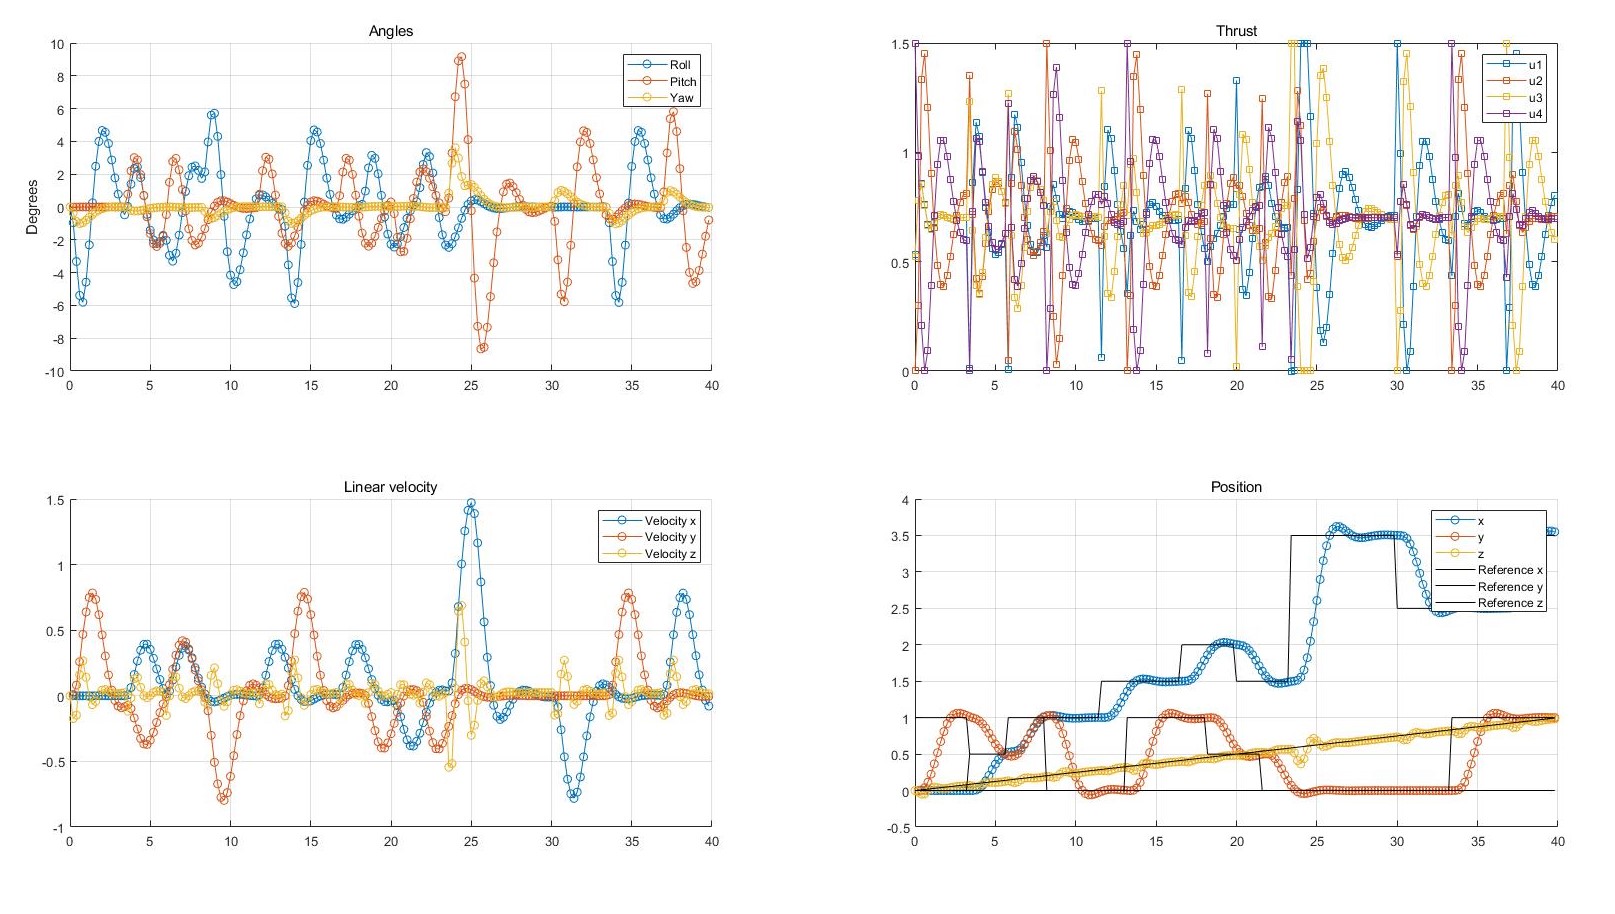 Angles
Degrees
10
8
6
4
2
0
-2
-4
-6
-8
-10
0 5 10 15 20 25 30 35 40
Roll
Pitch
Yaw
Thrust
1.5
1
0.5
0
0 5 10 15 20 25 30 35 40
u1
u2
u3
u4
Linear velocity
1.5
1
0.5
0
-0.5
-1
0 5 10 15 20 25 30 35 40
Velocity x
Velocity y
Velocity z
Position
4
3.5
3
2.5
2
1.5
1
0.5
0
-0.5
0 5 10 15 20 25 30 35 40
x
y
z
Reference x
Reference y
Reference z